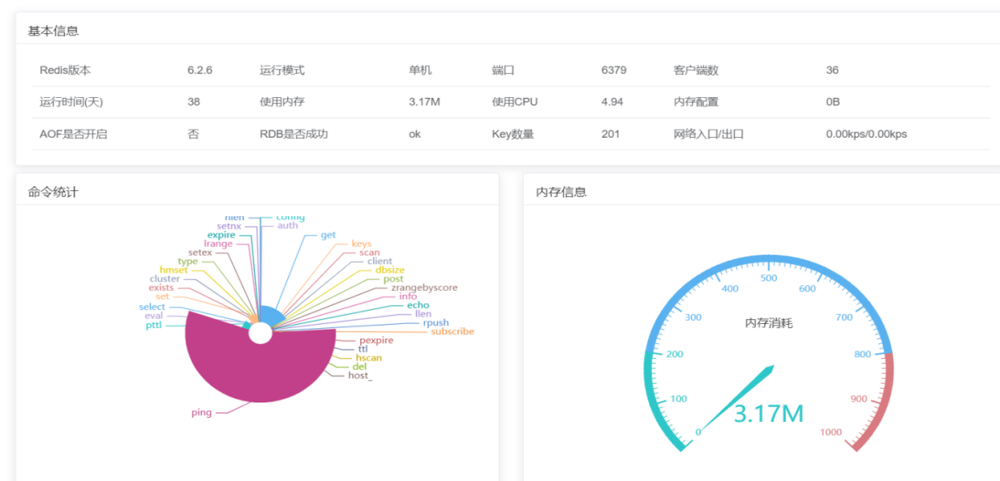 基本信息
Redis版本 6.2.6 运行模式 单机 端口 6379 客户端数 36
运行时间(天) 38 使用内存 3.17M 使用CPU 4.94 内存配置 0B
AOF是否开启 否 RDB是否成功 ok Key数量 201 网络入口/出口 0.00kps/0.00kps
命令统计
hlen
config
setnx
auth
expire
get
lrange
keys
setex
scan
type
client
hmset
dbsize
cluster
post
exists
zrangebyscore
set
info
select
echo
eval
llen
pttl
rpush
subscribe
pexpire
ttl
hscan
del
host_
ping
内存信息
0
100
200
300
400
500
600
700
800
900
1000
内存消耗
3.17M